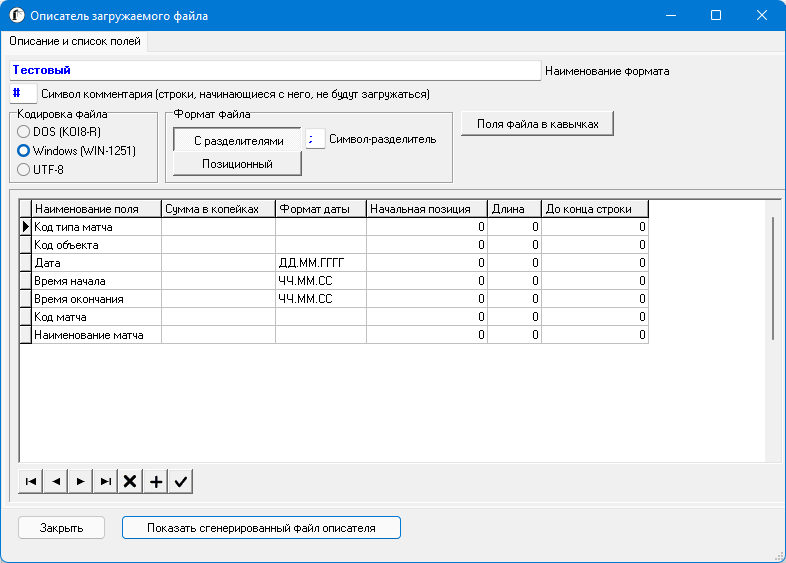 Описатель загружаемого файла
Описание и список полей
Тестовый Наименование формата
# Символ комментария (строки, начинающиеся с него, не будут загружаться)
Кодировка файла
DOS (KOI8-R)
Windows (WIN-1251)
UTF-8
Формат файла
С разделителями ; Символ-разделитель
Позиционный
Поля файла в кавычках
Наименование поля Сумма в копейках Формат даты Начальная позиция Длина До конца строки
Код типа матча 0 0 0
Код объекта 0 0 0
Дата ДД.ММ.ГГГГ 0 0 0
Время начала ЧЧ.ММ.СС 0 0 0
Время окончания ЧЧ.ММ.СС 0 0 0
Код матча 0 0 0
Наименование матча 0 0 0
Закрыть Показать сгенерированный файл описателя